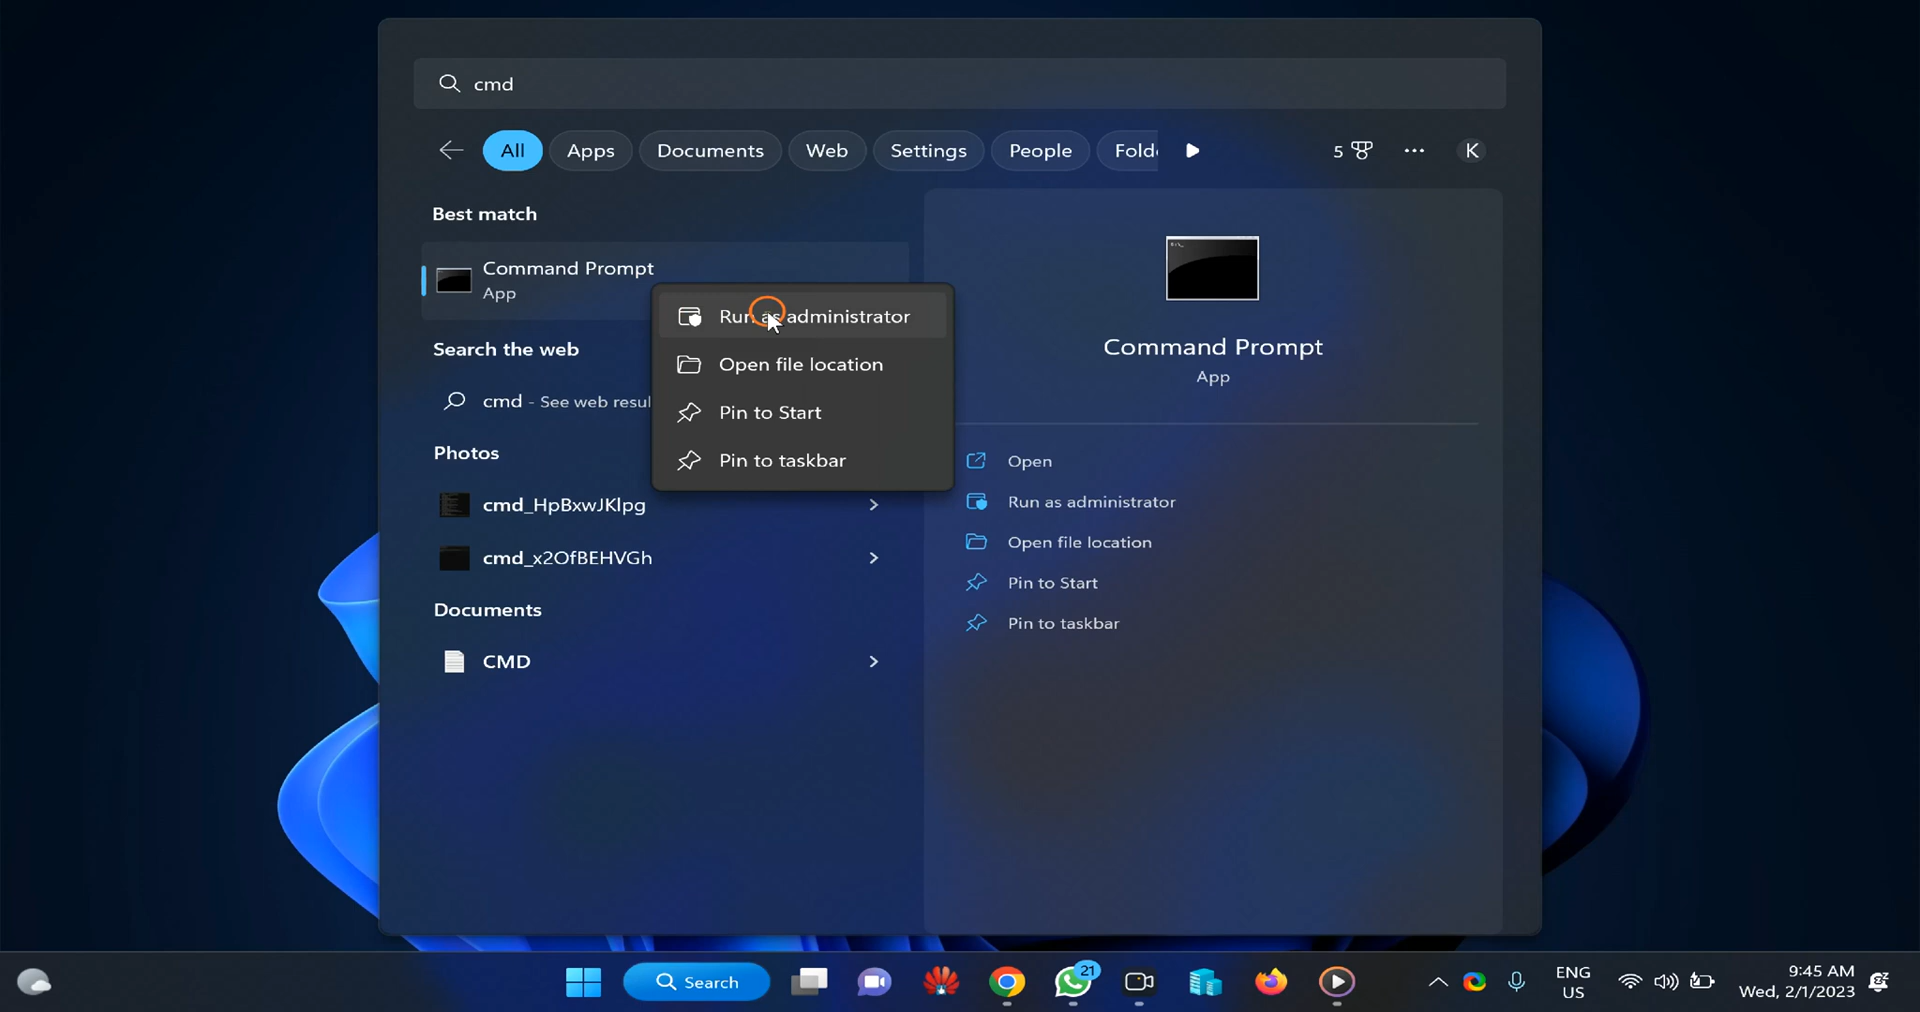 cmd
All
Apps
Documents
Web
Settings
People
Folde
5
K
Best match
Command Prompt
App
Search the web
cmd - See web resul
Photos
cmd_HpBxwJKlpg
cmd_x2OfBEHVGh
Documents
CMD
Run as administrator
Open file location
Pin to Start
Pin to taskbar
Command Prompt
App
Open
Run as administrator
Open file location
Pin to Start
Pin to taskbar
Search
21
ENG
US
9:45 AM
Wed, 2/1/2023